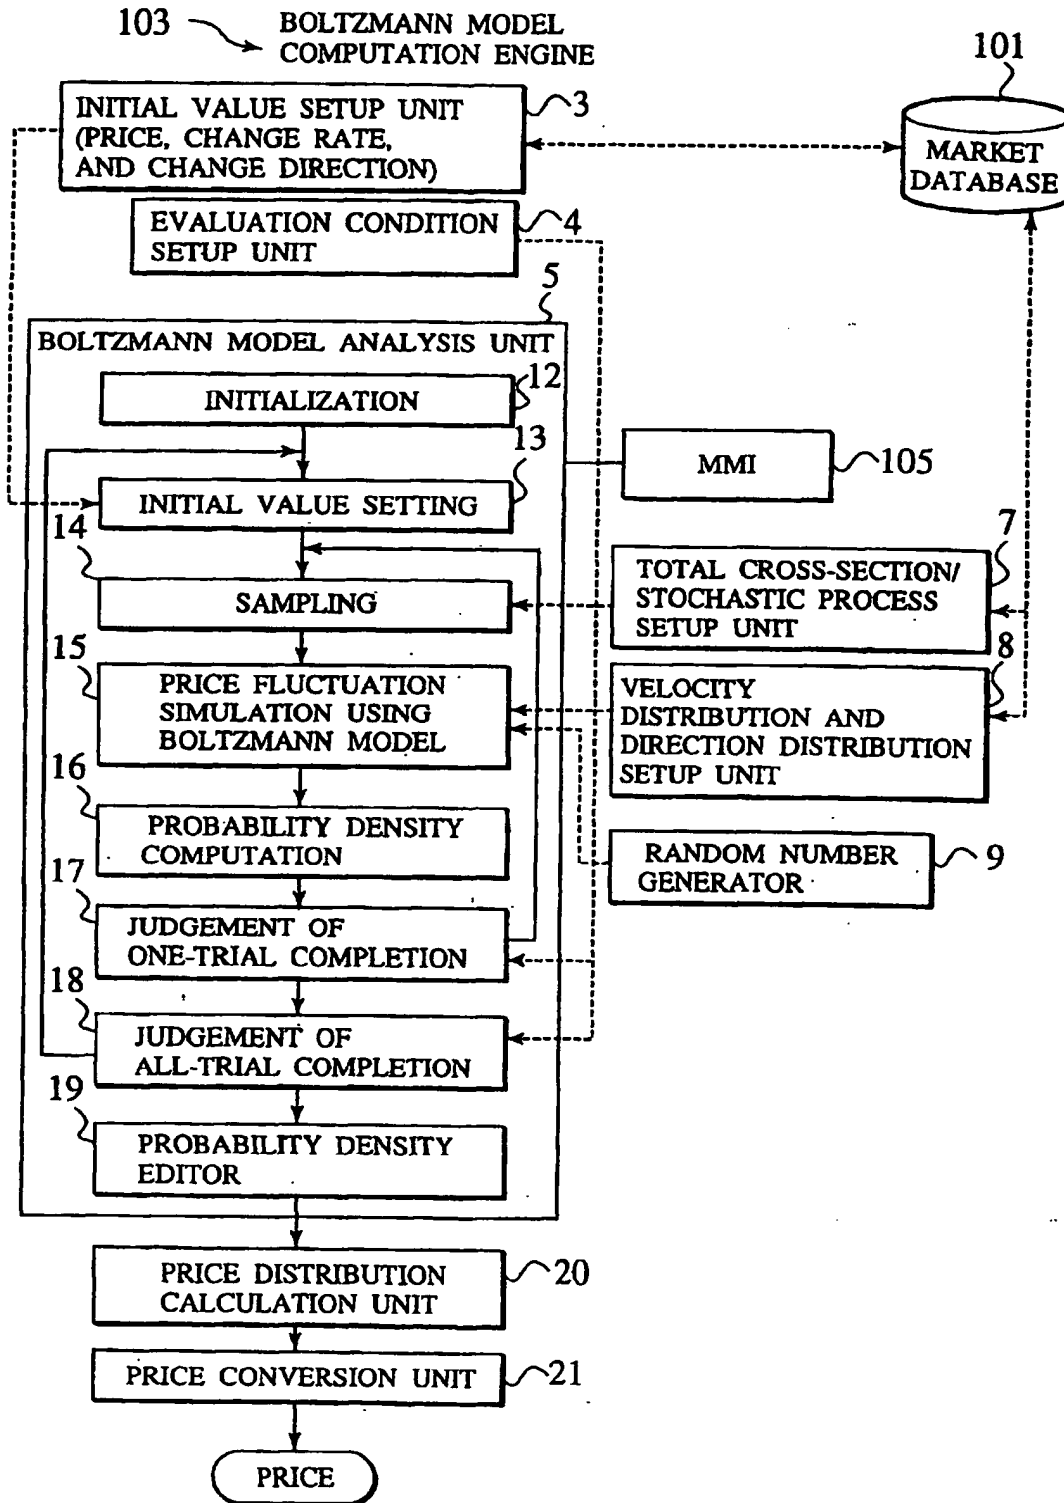 103
BOLTZMANN MODEL
COMPUTATION ENGINE
101
MARKET
DATABASE
INITIAL VALUE SETUP UNIT
(PRICE, CHANGE RATE,
AND CHANGE DIRECTION)
3
EVALUATION CONDITION
SETUP UNIT
4
5
BOLTZMANN MODEL ANALYSIS UNIT
12
INITIALIZATION
13
INITIAL VALUE SETTING
MMI
105
14
SAMPLING
7
TOTAL CROSS-SECTION/
STOCHASTIC PROCESS
SETUP UNIT
15
PRICE FLUCTUATION
SIMULATION USING
BOLTZMANN MODEL
8
VELOCITY
DISTRIBUTION AND
DIRECTION DISTRIBUTION
SETUP UNIT
16
PROBABILITY DENSITY
COMPUTATION
RANDOM NUMBER
GENERATOR
9
17
JUDGEMENT OF
ONE-TRIAL COMPLETION
18
JUDGEMENT OF
ALL-TRIAL COMPLETION
19
PROBABILITY DENSITY
EDITOR
PRICE DISTRIBUTION
CALCULATION UNIT
20
PRICE CONVERSION UNIT
21
PRICE